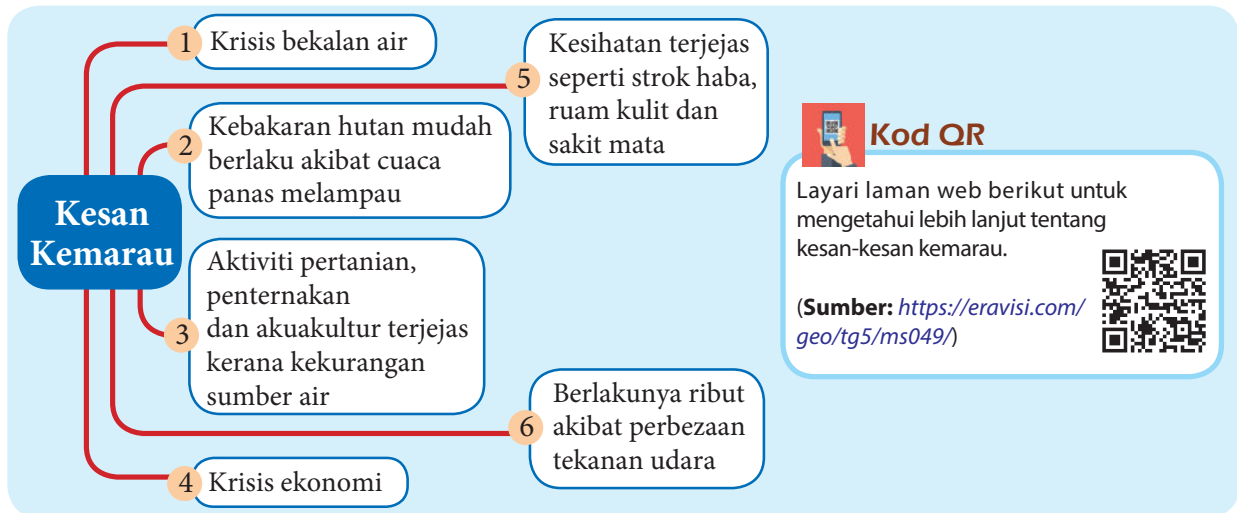 Kesan
Kemarau
1 Krisis bekalan air
2 Kebakaran hutan mudah
berlaku akibat cuaca
panas melampau
3 Aktiviti pertanian,
penternakan
dan akuakultur terjejas
kerana kekurangan
sumber air
4 Krisis ekonomi
5 Kesihatan terjejas
seperti strok haba,
ruam kulit dan
sakit mata
6 Berlakunya ribut
akibat perbezaan
tekanan udara
Kod QR
Layari laman web berikut untuk
mengetahui lebih lanjut tentang
kesan-kesan kemarau.
(Sumber: https://eravisi.com/
geo/tg5/ms049/)